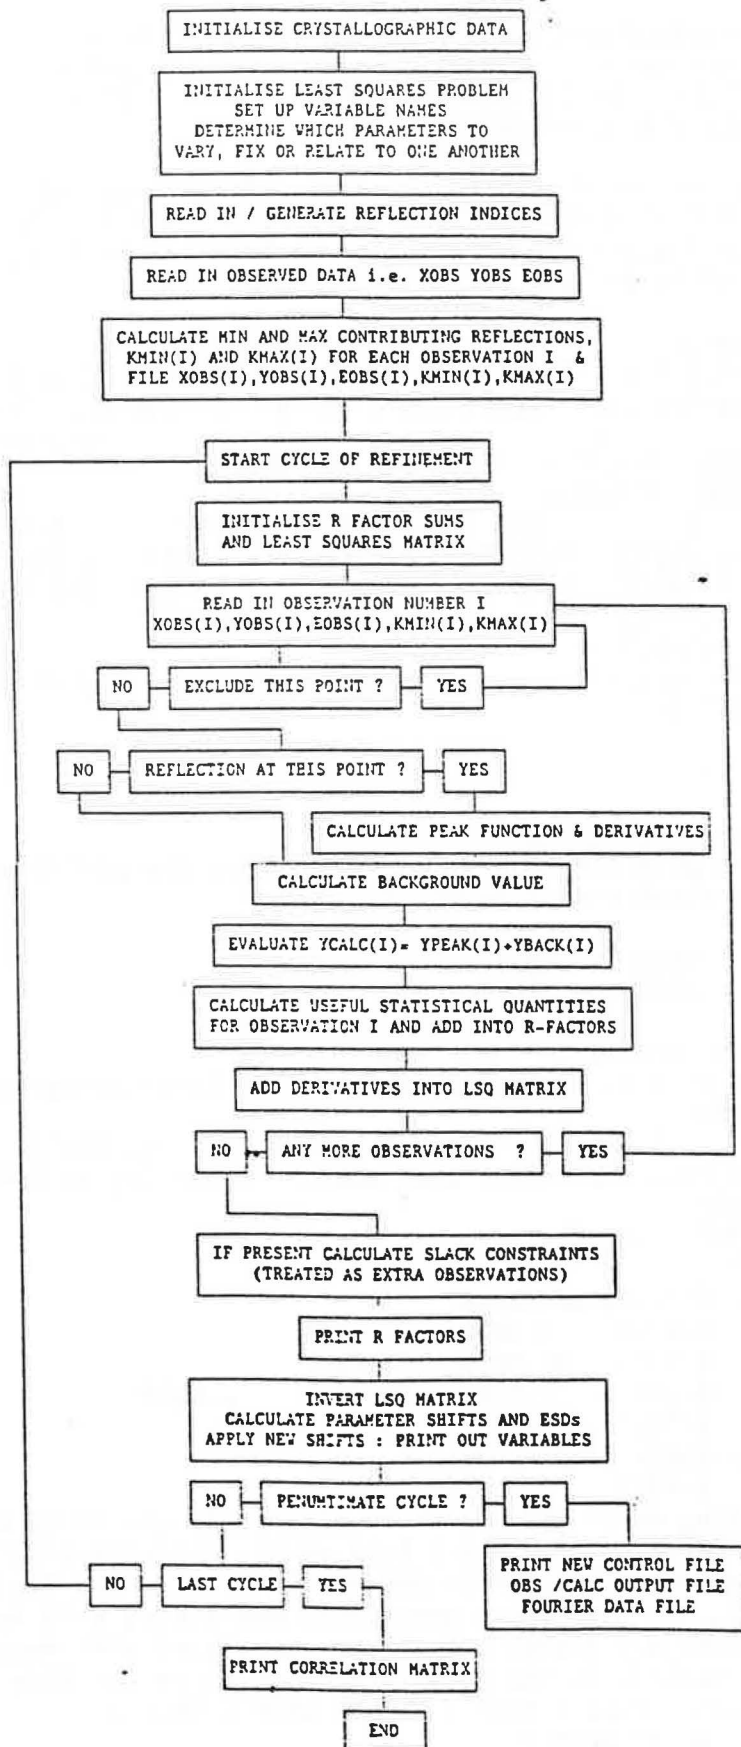 INITIALISE CRYSTALLOGRAPHIC DATA
INITIALISE LEAST SQUARES PROBLEM
SET UP VARIABLE NAMES
DETERMINE WHICH PARAMETERS TO
VARY, FIX OR RELATE TO ONE ANOTHER
READ IN / GENERATE REFLECTION INDICES
READ IN OBSERVED DATA i.e. XOBS YOBS EOBS
CALCULATE MIN AND MAX CONTRIBUTING REFLECTIONS,
KMIN(I) AND KMAX(I) FOR EACH OBSERVATION I &
FILE XOBS(I),YOBS(I),EOBS(I),KMIN(I),KMAX(I)
START CYCLE OF REFINEMENT
INITIALISE R FACTOR SUMS
AND LEAST SQUARES MATRIX
READ IN OBSERVATION NUMBER I
XOBS(I),YOBS(I),EOBS(I),KMIN(I),KMAX(I)
NO EXCLUDE THIS POINT ? YES
NO REFLECTION AT THIS POINT ? YES
CALCULATE PEAK FUNCTION & DERIVATIVES
CALCULATE BACKGROUND VALUE
EVALUATE YCALC(I)= YPEAK(I)+YBACK(I)
CALCULATE USEFUL STATISTICAL QUANTITIES
FOR OBSERVATION I AND ADD INTO R-FACTORS
ADD DERIVATIVES INTO LSQ MATRIX
NO ANY MORE OBSERVATIONS ? YES
IF PRESENT CALCULATE SLACK CONSTRAINTS
(TREATED AS EXTRA OBSERVATIONS)
PRINT R FACTORS
INVERT LSQ MATRIX
CALCULATE PARAMETER SHIFTS AND ESDs
APPLY NEW SHIFTS : PRINT OUT VARIABLES
NO PENUMTIMATE CYCLE ? YES
PRINT NEW CONTROL FILE
OBS /CALC OUTPUT FILE
FOURIER DATA FILE
NO LAST CYCLE YES
PRINT CORRELATION MATRIX
END